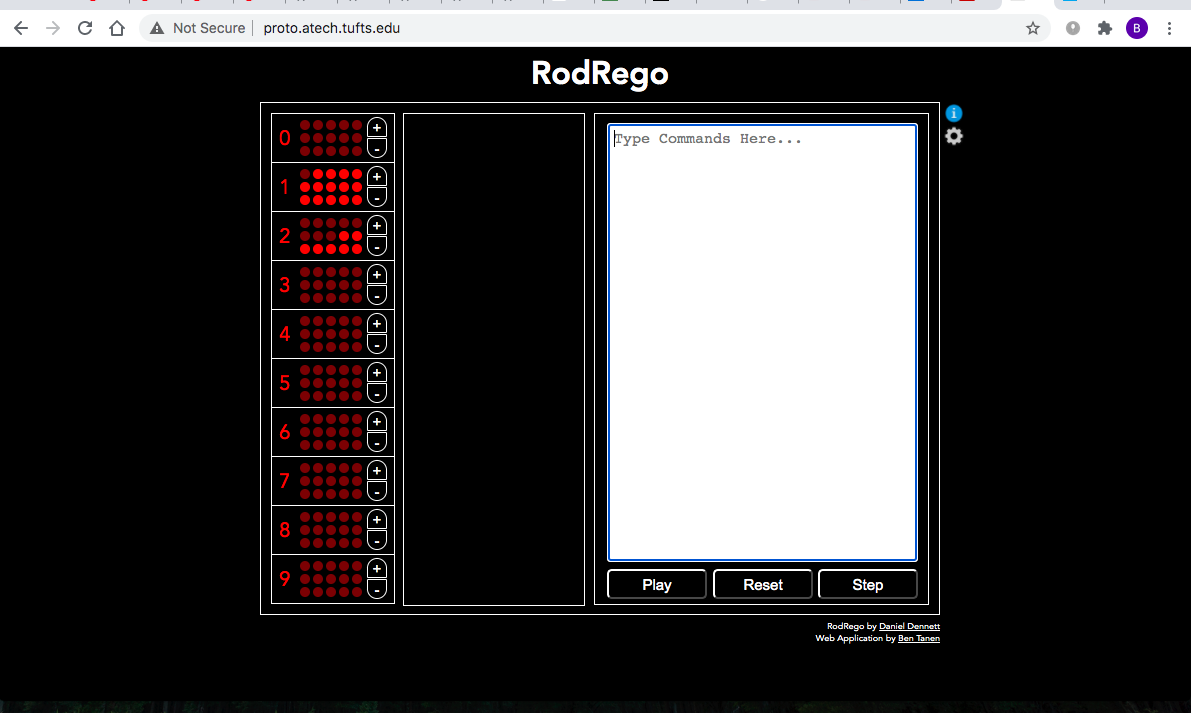 Not Secure proto.atech.tufts.edu
B
RodRego
0 + -
1 + -
2 + -
3 + -
4 + -
5 + -
6 + -
7 + -
8 + -
9 + -
Type Commands Here...
Play Reset Step
i
RodRego by Daniel Dennett
Web Application by Ben Tanen